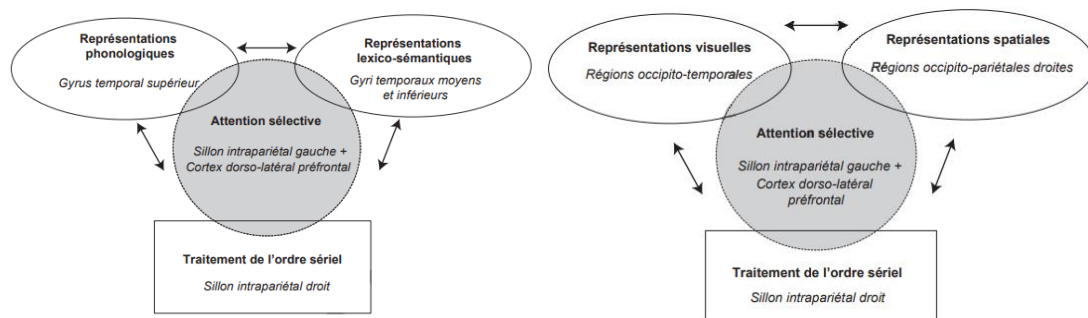 Représentations
phonologiques
Gyrus temporal supérieur
Représentations
lexico-sémantiques
Gyri temporaux moyens
et inférieurs
Attention sélective
Sillon intrapariétal gauche +
Cortex dorso-latéral préfrontal
Traitement de l'ordre sériel
Sillon intrapariétal droit
Représentations visuelles
Régions occipito-temporales
Représentations spatiales
Régions occipito-pariétales droites
Attention sélective
Sillon intrapariétal gauche +
Cortex dorso-latéral
préfrontal
Traitement de l'ordre sériel
Sillon intrapariétal droit